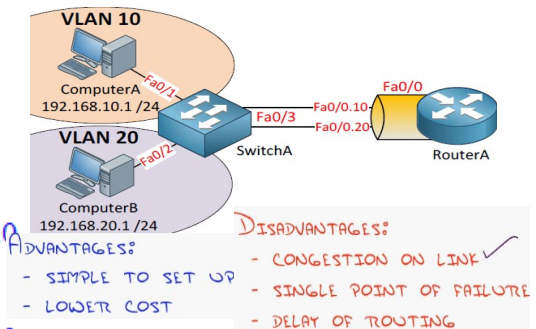 VLAN 10
ComputerA
192.168.10.1 /24
Fa0/1
VLAN 20
Fa0/2
ComputerB
192.168.20.1 /24
SwitchA
Fa0/3
Fa0/0.10
Fa0/0.20
Fa0/0
RouterA
ADVANTAGES:
- SIMPLE TO SET UP
- LOWER COST
DISADVANTAGES:
- CONGESTION ON LINK
- SINGLE POINT OF FAILURE
- DELAY OF ROUTING